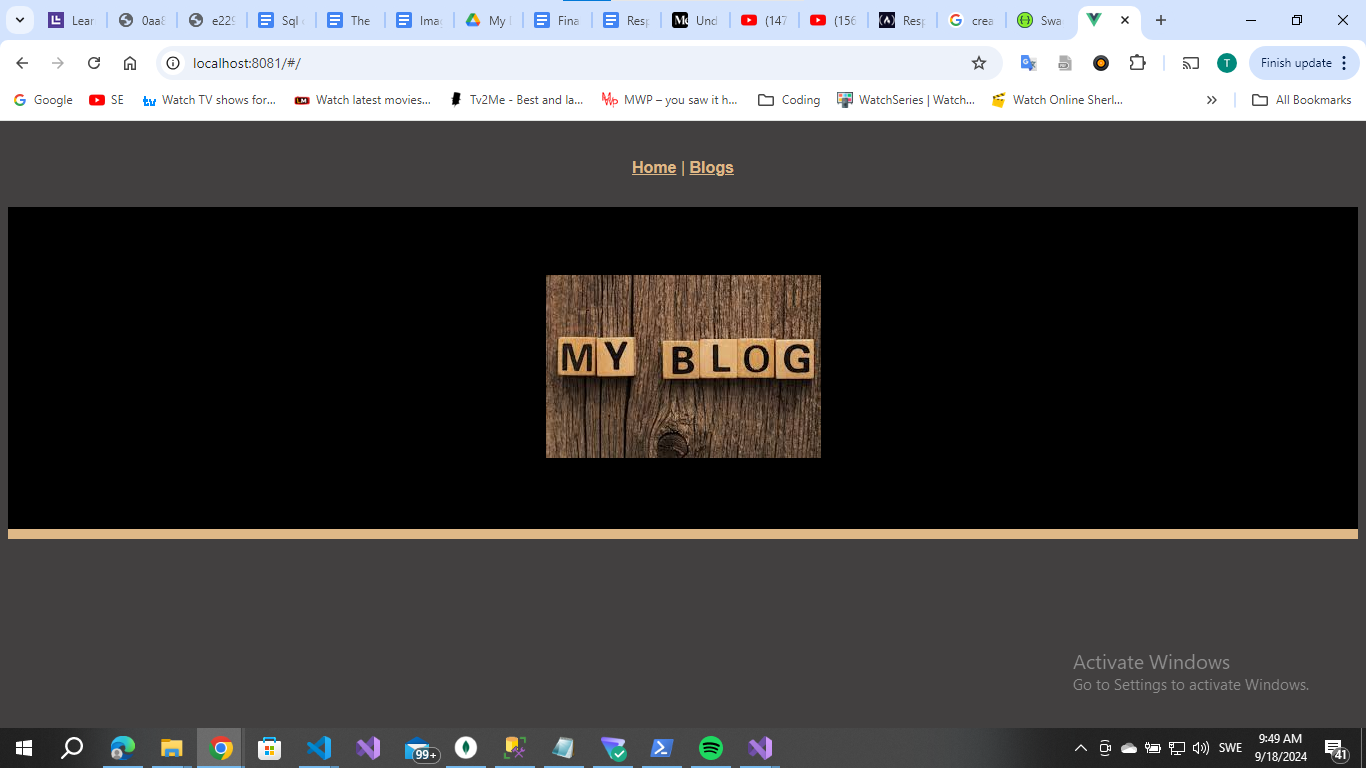 Lear
0aa8
e229
Sql
The
Ima
My
Fina
Resp
Und
(147
(156
Resp
crea
Swa
localhost:8081/#/
T
Finish update
Google
SE
Watch TV shows for...
Watch latest movies...
Tv2Me - Best and la...
MWP – you saw it h...
Coding
WatchSeries | Watch...
Watch Online Sherl...
All Bookmarks
Home | Blogs
MY BLOG
Activate Windows
Go to Settings to activate Windows.
99+
SWE
9:49 AM
9/18/2024
41